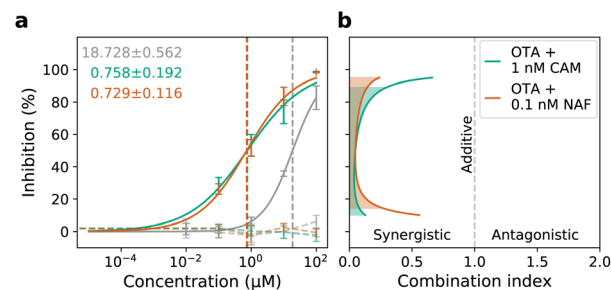 a
18.728±0.562
0.758±0.192
0.729±0.116
Inhibition (%)
100
80
60
40
20
0
10⁻⁴
10⁻²
10⁰
10²
Concentration (µM)
b
OTA +
1 nM CAM
OTA +
0.1 nM NAF
Additive
Synergistic
Antagonistic
0.0
0.5
1.0
1.5
2.0
Combination index